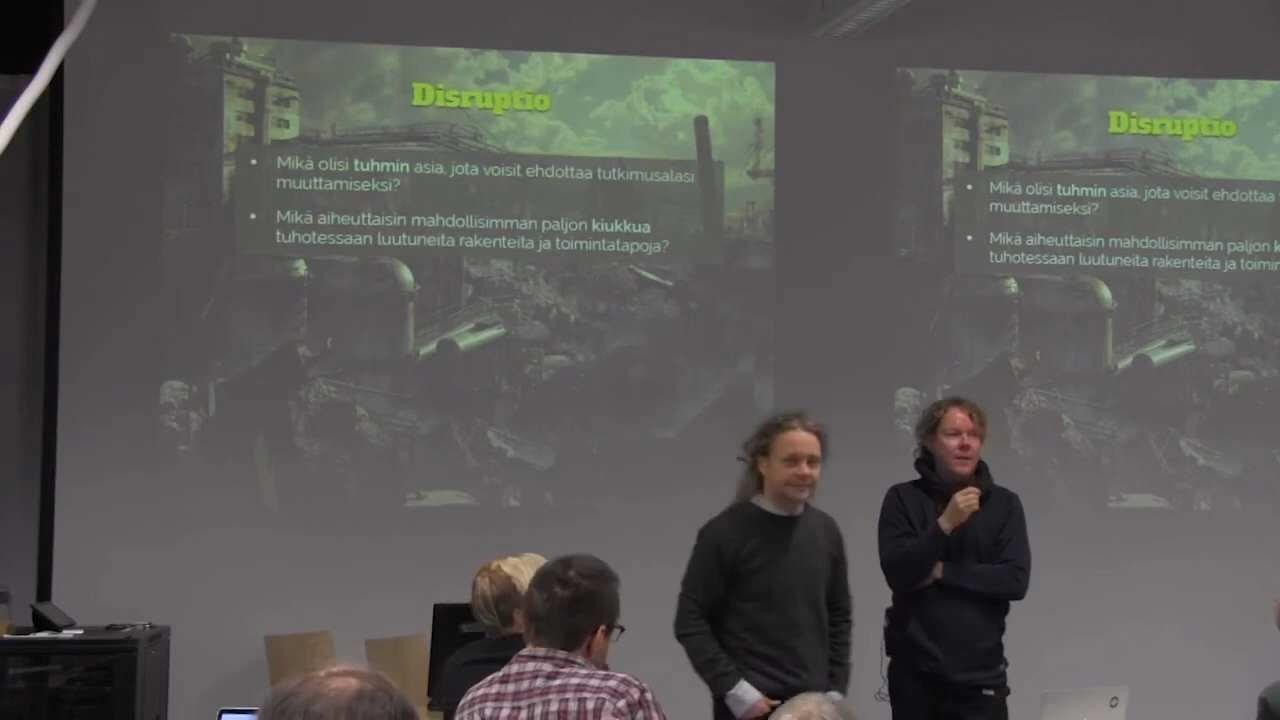 Disruptio
• Mikä olisi tuhmin asia, jota voisit ehdottaa tutkimusalasi
muuttamiseksi?
• Mikä aiheuttaisin mahdollisimman paljon kiukkua
tuhotessaan luutuneita rakenteita ja toimintatapoja?
Disruptio
• Mikä olisi tuhmin asia, jota voisit ehdottaa
muuttamiseksi?
• Mikä aiheuttaisin mahdollisimman paljon k
tuhotessaan luutuneita rakenteita ja toimin